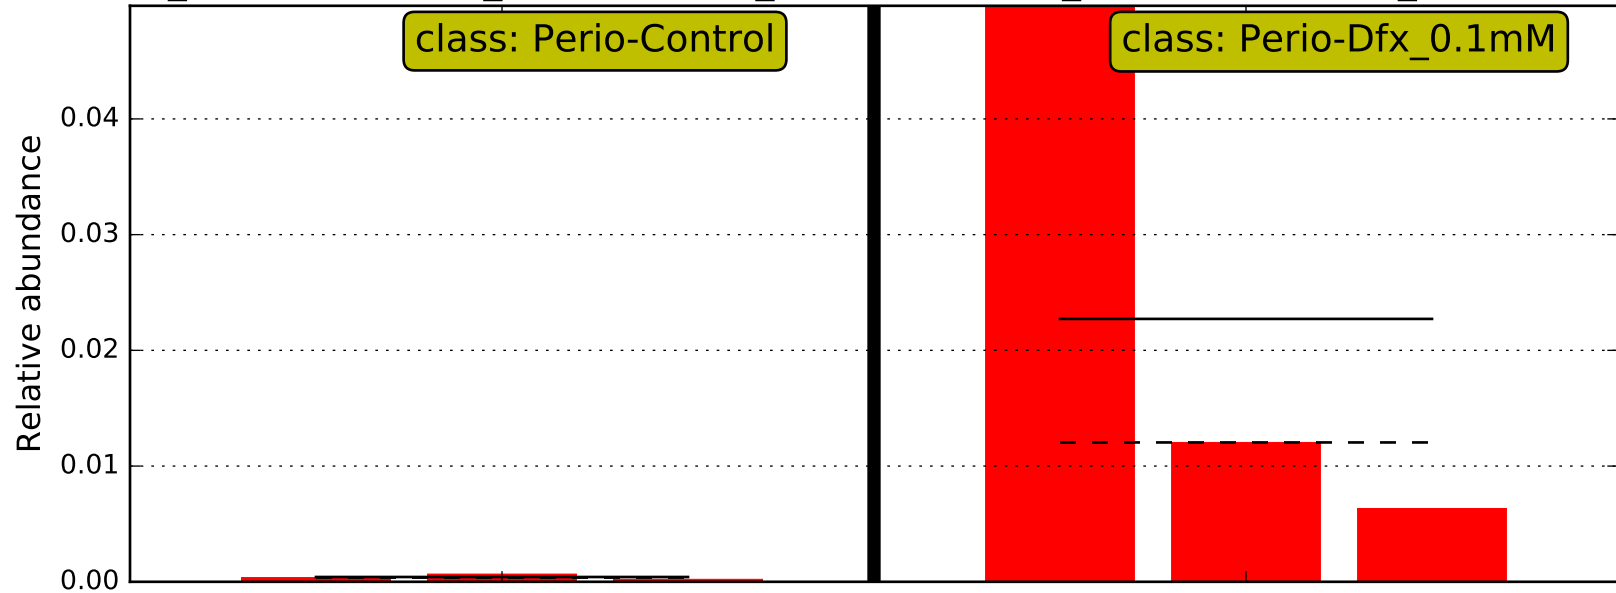 class: Perio-Control
class: Perio-Dfx_0.1mM
Relative abundance
0.04
0.03
0.02
0.01
0.00